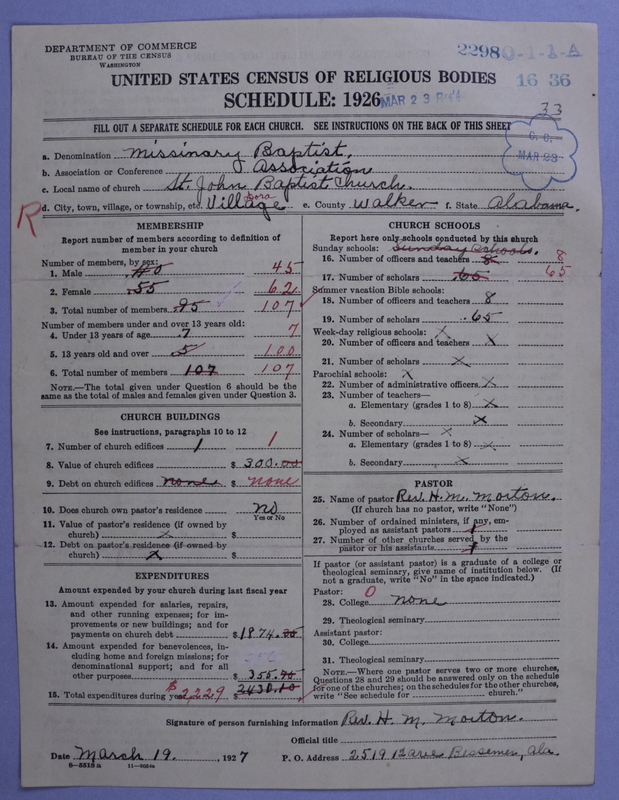 DEPARTMENT OF COMMERCE
BUREAU OF THE CENSUS
WASHINGTON
22980-1-1-A
16 36
UNITED STATES CENSUS OF RELIGIOUS BODIES
SCHEDULE: 1926
MAR 23
33
FILL OUT A SEPARATE SCHEDULE FOR EACH CHURCH. SEE INSTRUCTIONS ON THE BACK OF THIS SHEET
MAR 23
a. Denomination Missinary Baptist.
b. Association or Conference Association
c. Local name of church St. John Baptist Church.
d. City, town, village, or township, etc. Village Dora e. County Walker f. State Alabama.
R
MEMBERSHIP
Report number of members according to definition of
member in your church
Number of members, by sex:
1. Male 40 45
2. Female 55 62
3. Total number of members 95 107
Number of members under and over 13 years old:
4. Under 13 years of age 7 7
5. 13 years old and over 5 100
6. Total number of members 107 107
NOTE.—The total given under Question 6 should be the
same as the total of males and females given under Question 3.
CHURCH BUILDINGS
See instructions, paragraphs 10 to 12
7. Number of church edifices 1 1
8. Value of church edifices $ 300.00
9. Debt on church edifices none $ none
10. Does church own pastor's residence no
Yes or No
11. Value of pastor's residence (if owned by
church) x $
12. Debt on pastor's residence (if owned by
church) x $
EXPENDITURES
Amount expended by your church during last fiscal year
13. Amount expended for salaries, repairs,
and other running expenses; for im-
provements or new buildings; and for
payments on church debt $ 1874.
14. Amount expended for benevolences, in-
cluding home and foreign missions; for
denominational support; and for all
other purposes $ 355.
15. Total expenditures during year $2229 $ 2430.10
CHURCH SCHOOLS
Report here only schools conducted by this church
Sunday schools: Sunday Schools.
16. Number of officers and teachers 8 8
17. Number of scholars 65 65
Summer vacation Bible schools:
18. Number of officers and teachers 8
19. Number of scholars 65
Week-day religious schools: x
20. Number of officers and teachers x
21. Number of scholars x
Parochial schools: x
22. Number of administrative officers x
23. Number of teachers—
a. Elementary (grades 1 to 8) x
b. Secondary x
24. Number of scholars— x
a. Elementary (grades 1 to 8) x
b. Secondary x
PASTOR
25. Name of pastor Rev. H. M. Morton.
(If church has no pastor, write "None")
26. Number of ordained ministers, if any, em-
ployed as assistant pastors 1
27. Number of other churches served by the
pastor or his assistants 1
If pastor (or assistant pastor) is a graduate of a college or
theological seminary, give name of institution below. (If
not a graduate, write "No" in the space indicated.)
Pastor: 0
28. College none
29. Theological seminary
Assistant pastor:
30. College
31. Theological seminary
NOTE.—Where one pastor serves two or more churches,
Questions 28 and 29 should be answered only on the schedule
for one of the churches; on the schedules for the other churches,
write "See schedule for church."
Signature of person furnishing information Rev. H. M. Morton.
Official title
Date March 19. , 1927 P. O. Address 2519 12 ave Bessemer, Ala.